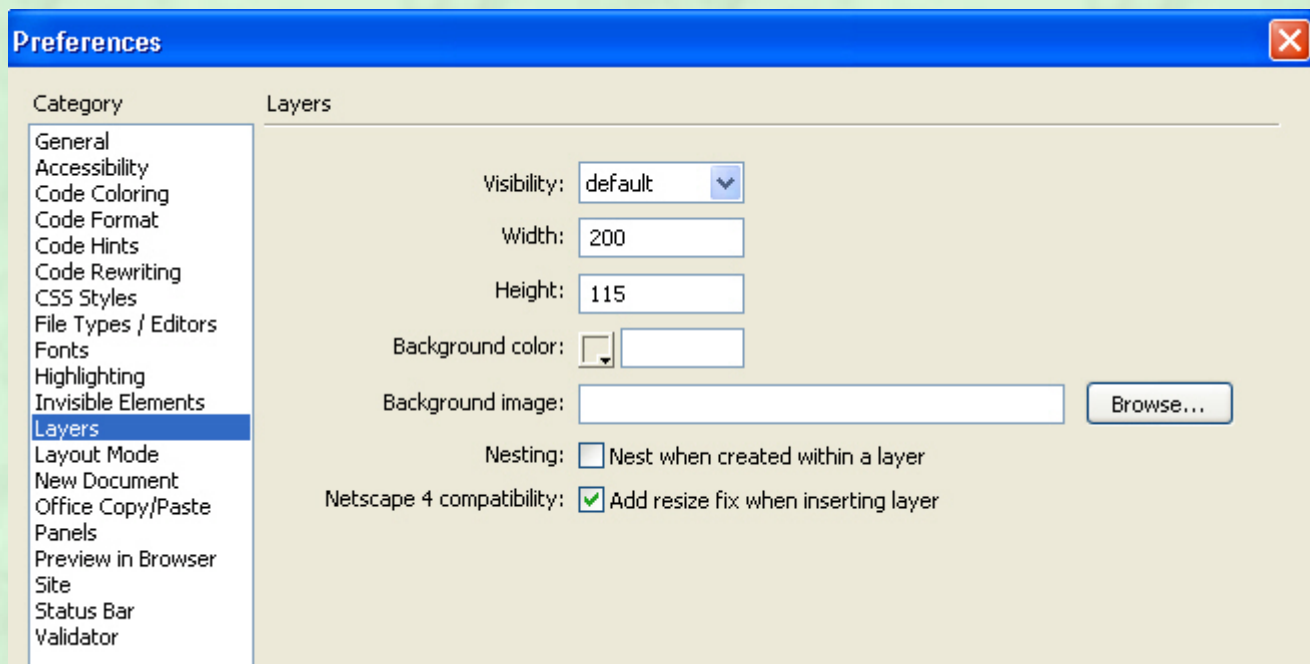 Preferences
Category
General
Accessibility
Code Coloring
Code Format
Code Hints
Code Rewriting
CSS Styles
File Types / Editors
Fonts
Highlighting
Invisible Elements
Layers
Layout Mode
New Document
Office Copy/Paste
Panels
Preview in Browser
Site
Status Bar
Validator
Layers
Visibility: default
Width: 200
Height: 115
Background color:
Background image: Browse...
Nesting: Nest when created within a layer
Netscape 4 compatibility: Add resize fix when inserting layer